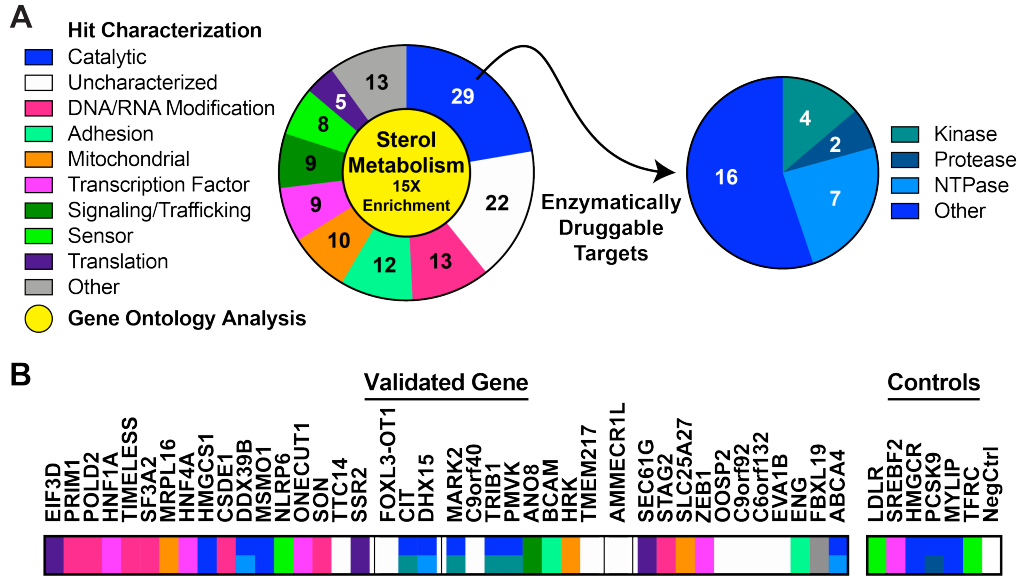 A
Hit Characterization
Catalytic
Uncharacterized
DNA/RNA Modification
Adhesion
Mitochondrial
Transcription Factor
Signaling/Trafficking
Sensor
Translation
Other
Gene Ontology Analysis
29
22
13
12
10
9
9
8
5
13
Sterol
Metabolism
15X
Enrichment
Enzymatically
Druggable
Targets
4
2
7
16
Kinase
Protease
NTPase
Other
B
Validated Gene
Controls
EIF3D
PRIM1
POLD2
HNF1A
TIMELESS
SF3A2
MRPL16
HNF4A
HMGCS1
CSDE1
DDX39B
MSMO1
NLRP6
ONECUT1
SON
TTC14
SSR2
FOXL3-OT1
CIT
DHX15
MARK2
C9orf40
TRIB1
PMVK
ANO8
BCAM
HRK
TMEM217
AMMECR1L
SEC61G
STAG2
SLC25A27
ZEB1
OOSP2
C9orf92
C6orf132
EVA1B
ENG
FBXL19
ABCA4
LDLR
SREBF2
HMGCR
PCSK9
MYLIP
TFRC
NegCtrl